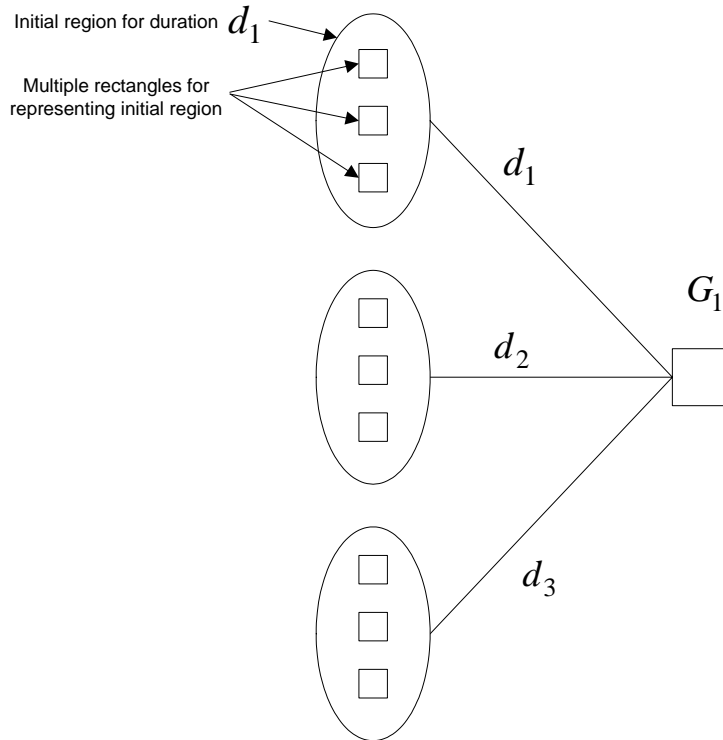 Initial region for duration d₁
Multiple rectangles for
representing initial region
d₁
G₁
d₂
d₃